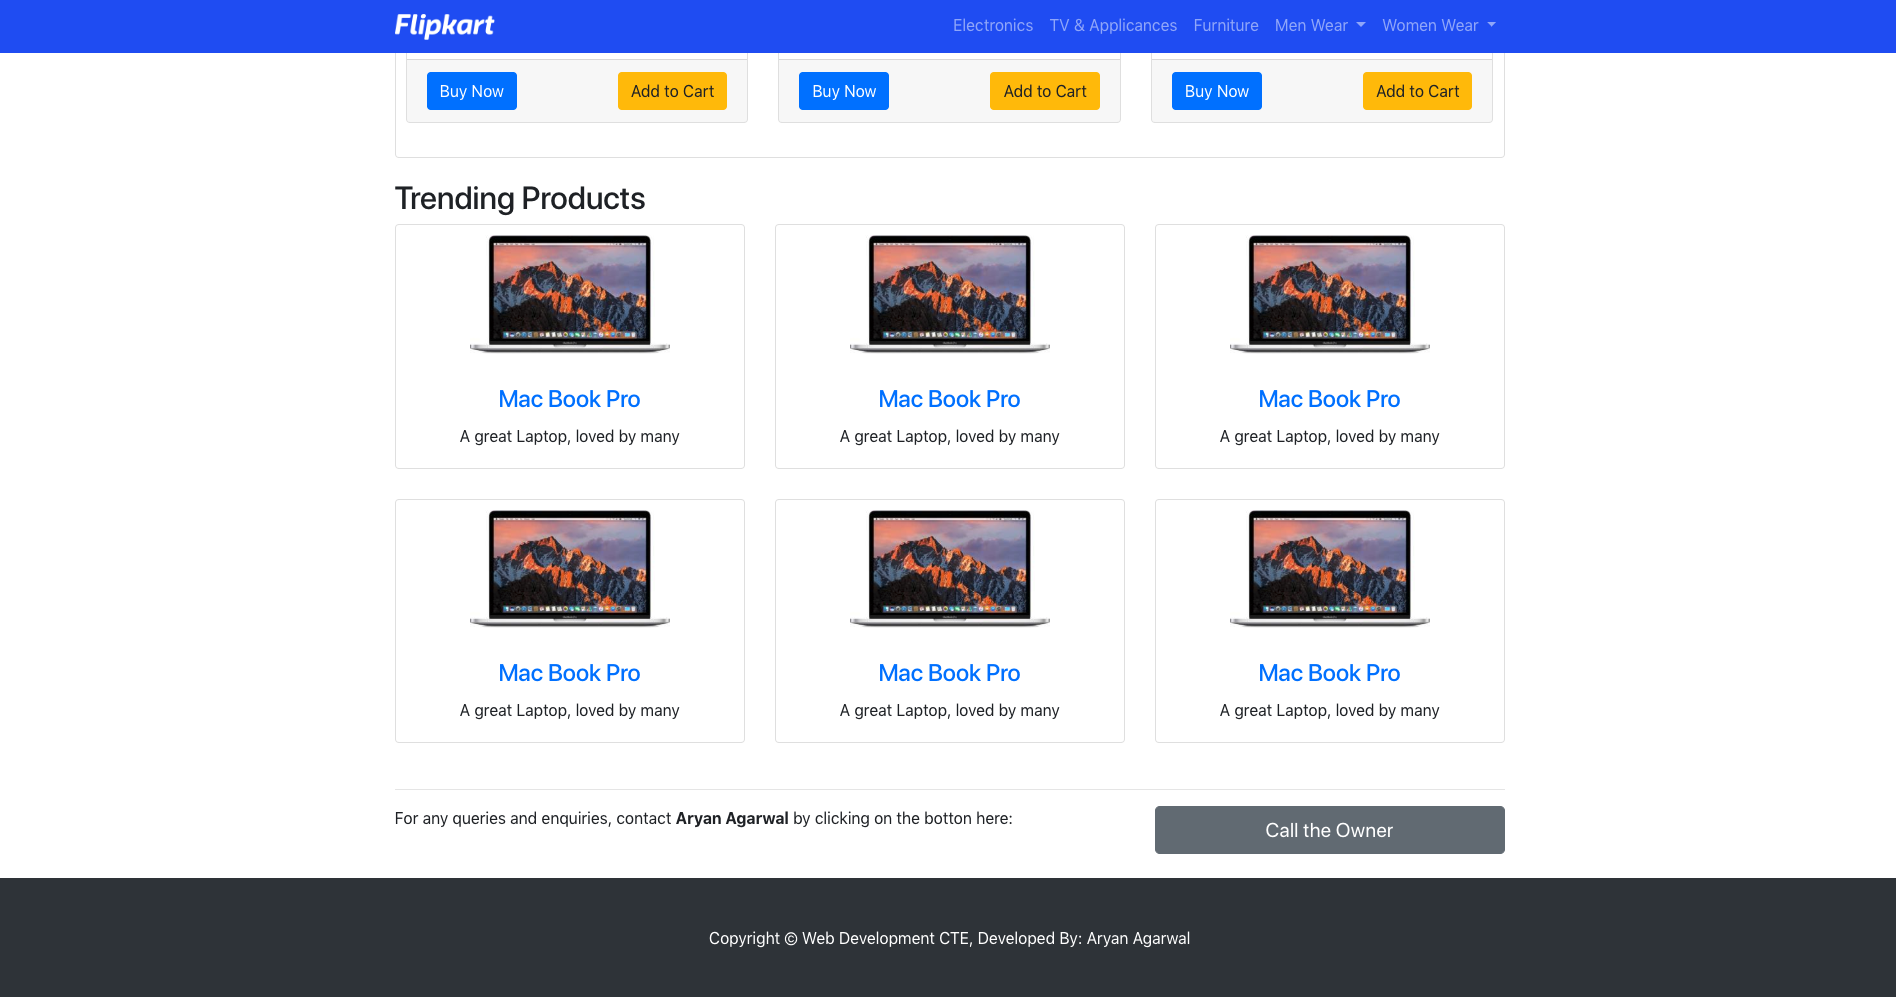 Flipkart
Electronics TV & Applicances Furniture Men Wear Women Wear
Buy Now Add to Cart Buy Now Add to Cart Buy Now Add to Cart
Trending Products
Mac Book Pro Mac Book Pro Mac Book Pro
A great Laptop, loved by many A great Laptop, loved by many A great Laptop, loved by many
Mac Book Pro Mac Book Pro Mac Book Pro
A great Laptop, loved by many A great Laptop, loved by many A great Laptop, loved by many
For any queries and enquiries, contact Aryan Agarwal by clicking on the botton here:
Call the Owner
Copyright © Web Development CTE, Developed By: Aryan Agarwal